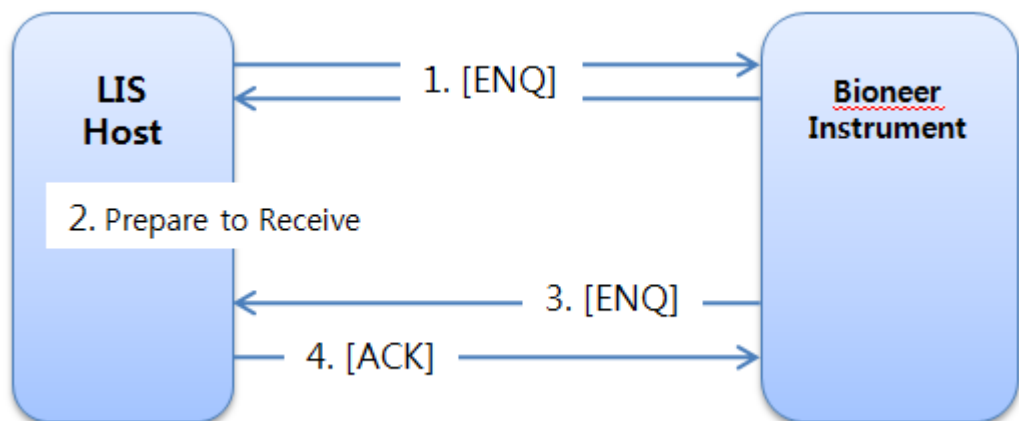 LIS
Host
1. [ENQ]
Bioneer
Instrument
2. Prepare to Receive
3. [ENQ]
4. [ACK]